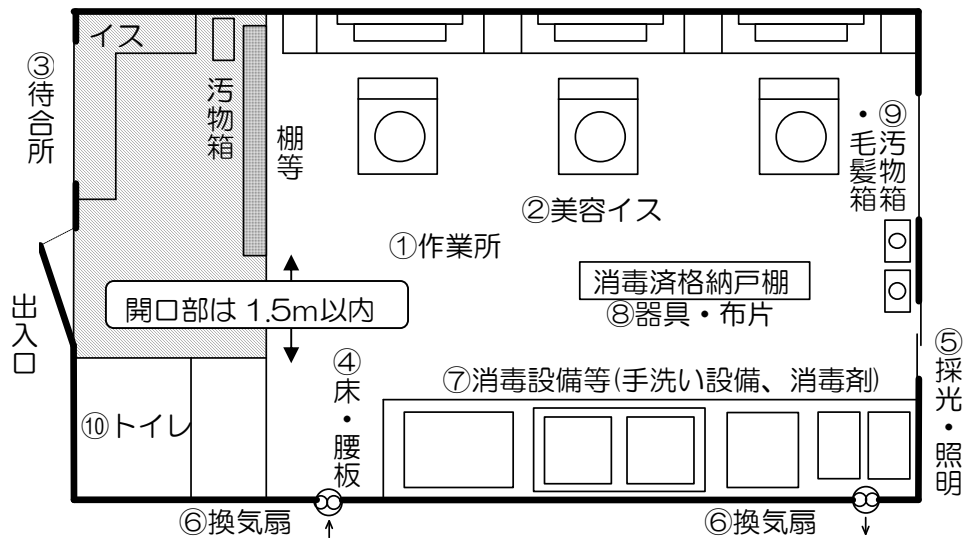 イス
③待合所
汚物箱
棚等
⑨汚物箱
・毛髪箱
②美容イス
①作業所
消毒済格納戸棚
⑧器具・布片
開口部は 1.5m以内
出入口
④床・腰板
⑦消毒設備等(手洗い設備、消毒剤)
⑤採光・照明
⑩トイレ
⑥換気扇
⑥換気扇